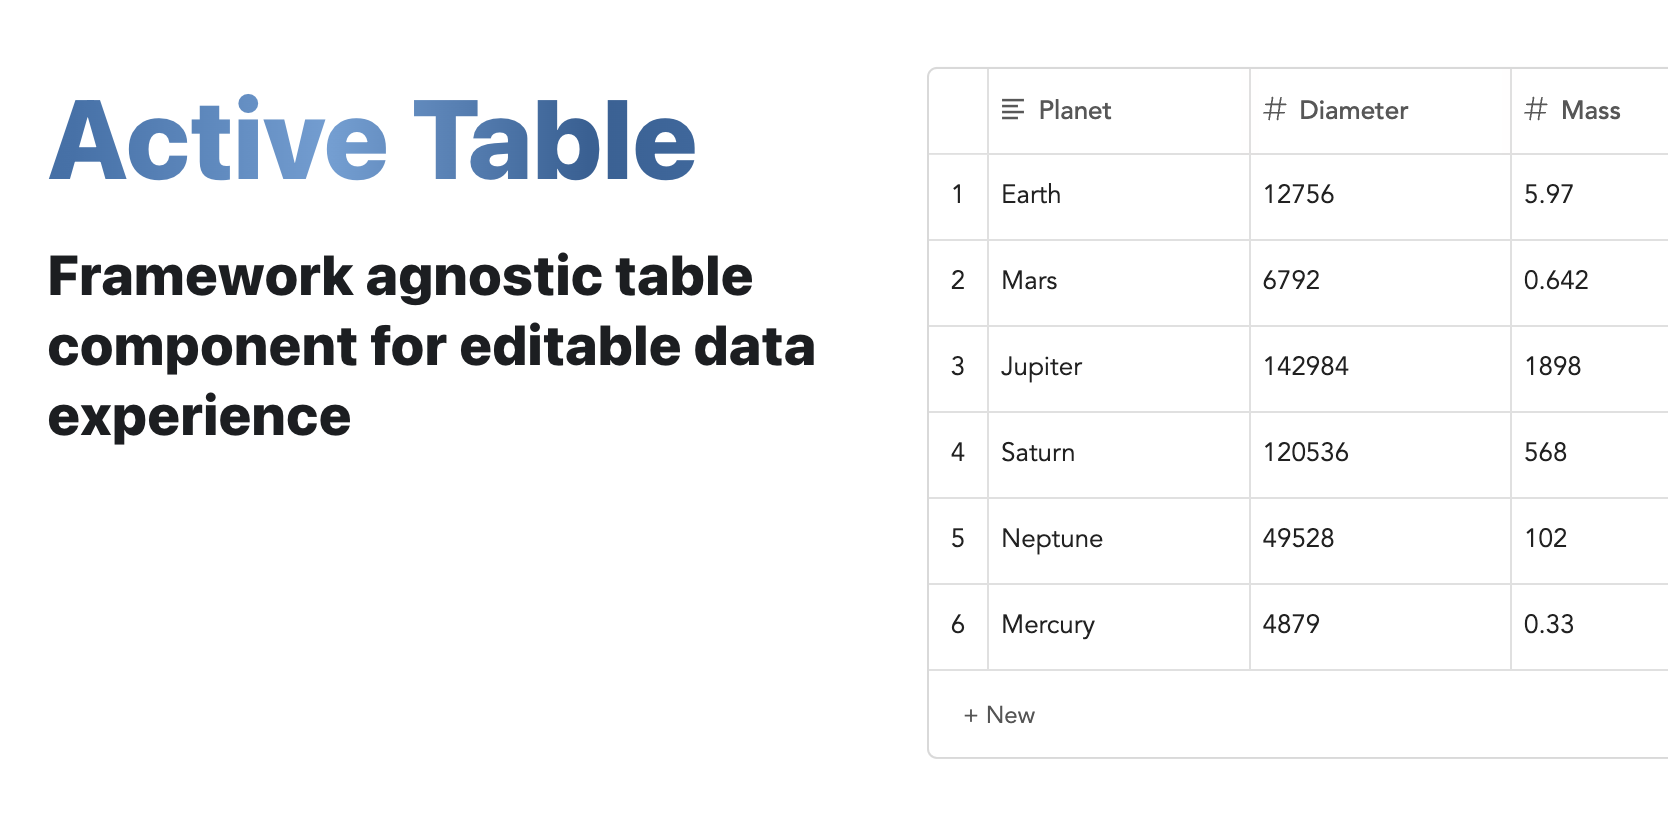 Active Table
Framework agnostic table
component for editable data
experience
Planet Diameter Mass
1 Earth 12756 5.97
2 Mars 6792 0.642
3 Jupiter 142984 1898
4 Saturn 120536 568
5 Neptune 49528 102
6 Mercury 4879 0.33
+ New